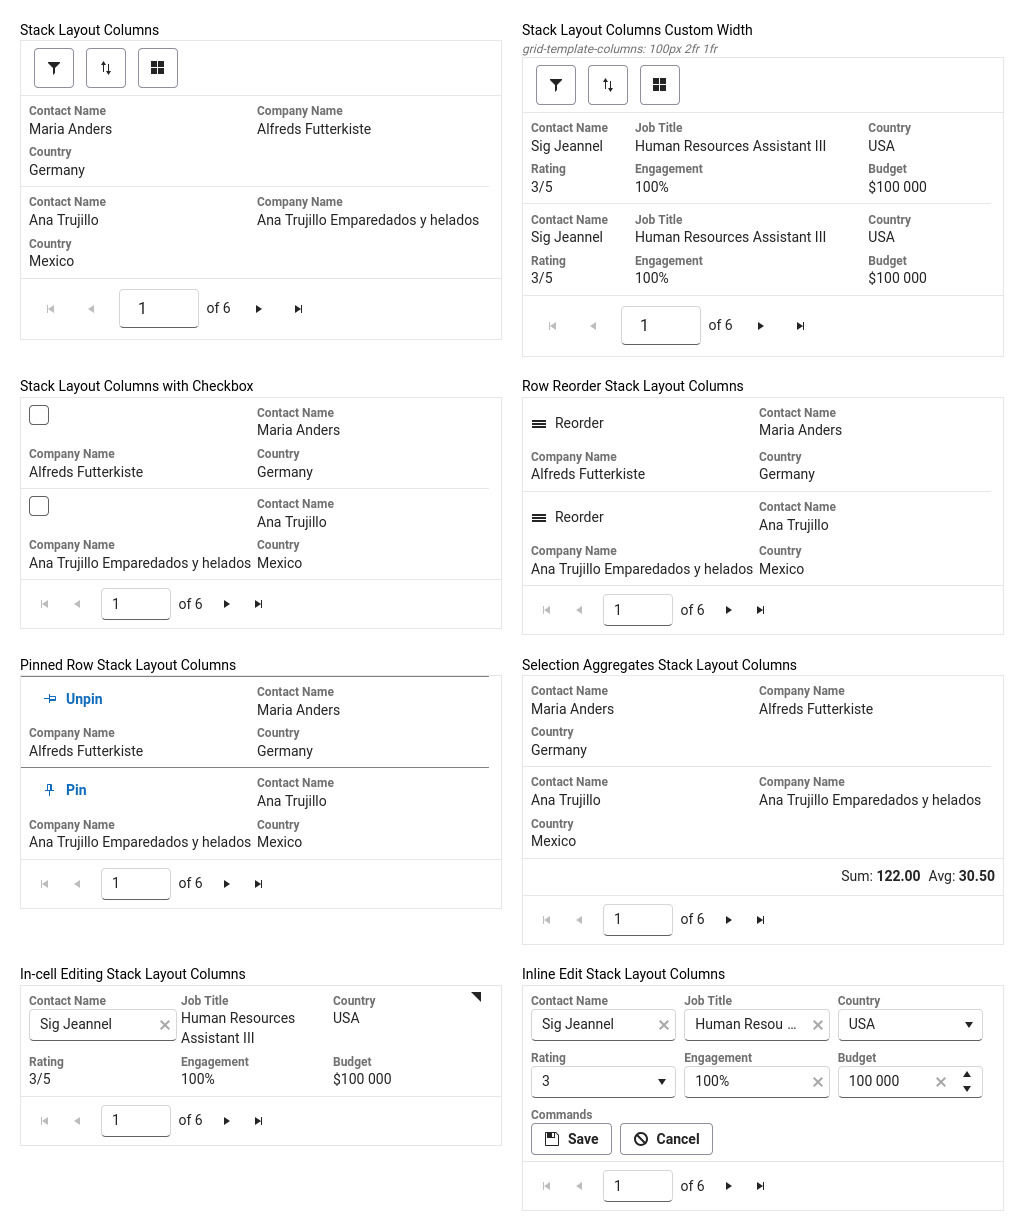 Stack Layout Columns
Contact Name Company Name
Maria Anders Alfreds Futterkiste
Country
Germany
Contact Name Company Name
Ana Trujillo Ana Trujillo Emparedados y helados
Country
Mexico
1 of 6
Stack Layout Columns Custom Width
grid-template-columns: 100px 2fr 1fr
Contact Name Job Title Country
Sig Jeannel Human Resources Assistant III USA
Rating Engagement Budget
3/5 100% $100 000
Contact Name Job Title Country
Sig Jeannel Human Resources Assistant III USA
Rating Engagement Budget
3/5 100% $100 000
1 of 6
Stack Layout Columns with Checkbox
Contact Name
Maria Anders
Company Name Country
Alfreds Futterkiste Germany
Contact Name
Ana Trujillo
Company Name Country
Ana Trujillo Emparedados y helados Mexico
1 of 6
Row Reorder Stack Layout Columns
Contact Name
Reorder Maria Anders
Company Name Country
Alfreds Futterkiste Germany
Contact Name
Reorder Ana Trujillo
Company Name Country
Ana Trujillo Emparedados y helados Mexico
1 of 6
Pinned Row Stack Layout Columns
Contact Name
Unpin Maria Anders
Company Name Country
Alfreds Futterkiste Germany
Contact Name
Pin Ana Trujillo
Company Name Country
Ana Trujillo Emparedados y helados Mexico
1 of 6
Selection Aggregates Stack Layout Columns
Contact Name Company Name
Maria Anders Alfreds Futterkiste
Country
Germany
Contact Name Company Name
Ana Trujillo Ana Trujillo Emparedados y helados
Country
Mexico
Sum: 122.00 Avg: 30.50
1 of 6
In-cell Editing Stack Layout Columns
Contact Name Job Title Country
Sig Jeannel Human Resources USA
Assistant III
Rating Engagement Budget
3/5 100% $100 000
1 of 6
Inline Edit Stack Layout Columns
Contact Name Job Title Country
Sig Jeannel Human Resou ... USA
Rating Engagement Budget
3 100% 100 000
Commands
Save Cancel
1 of 6